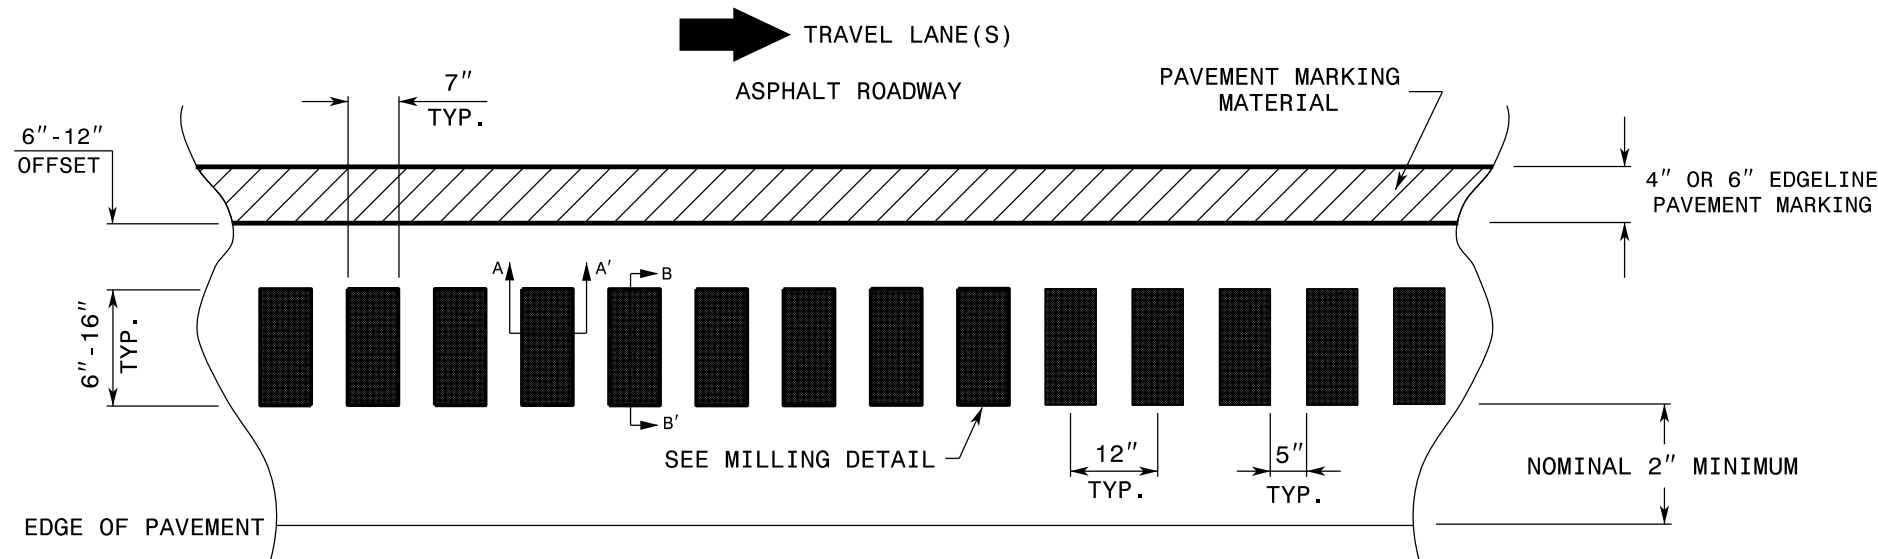 TRAVEL LANE(S)
ASPHALT ROADWAY
7"
TYP.
PAVEMENT MARKING
MATERIAL
6"-12"
OFFSET
4" OR 6" EDGELINE
PAVEMENT MARKING
A
A'
B
6"-16"
TYP.
B'
SEE MILLING DETAIL
12"
TYP.
5"
TYP.
NOMINAL 2" MINIMUM
EDGE OF PAVEMENT